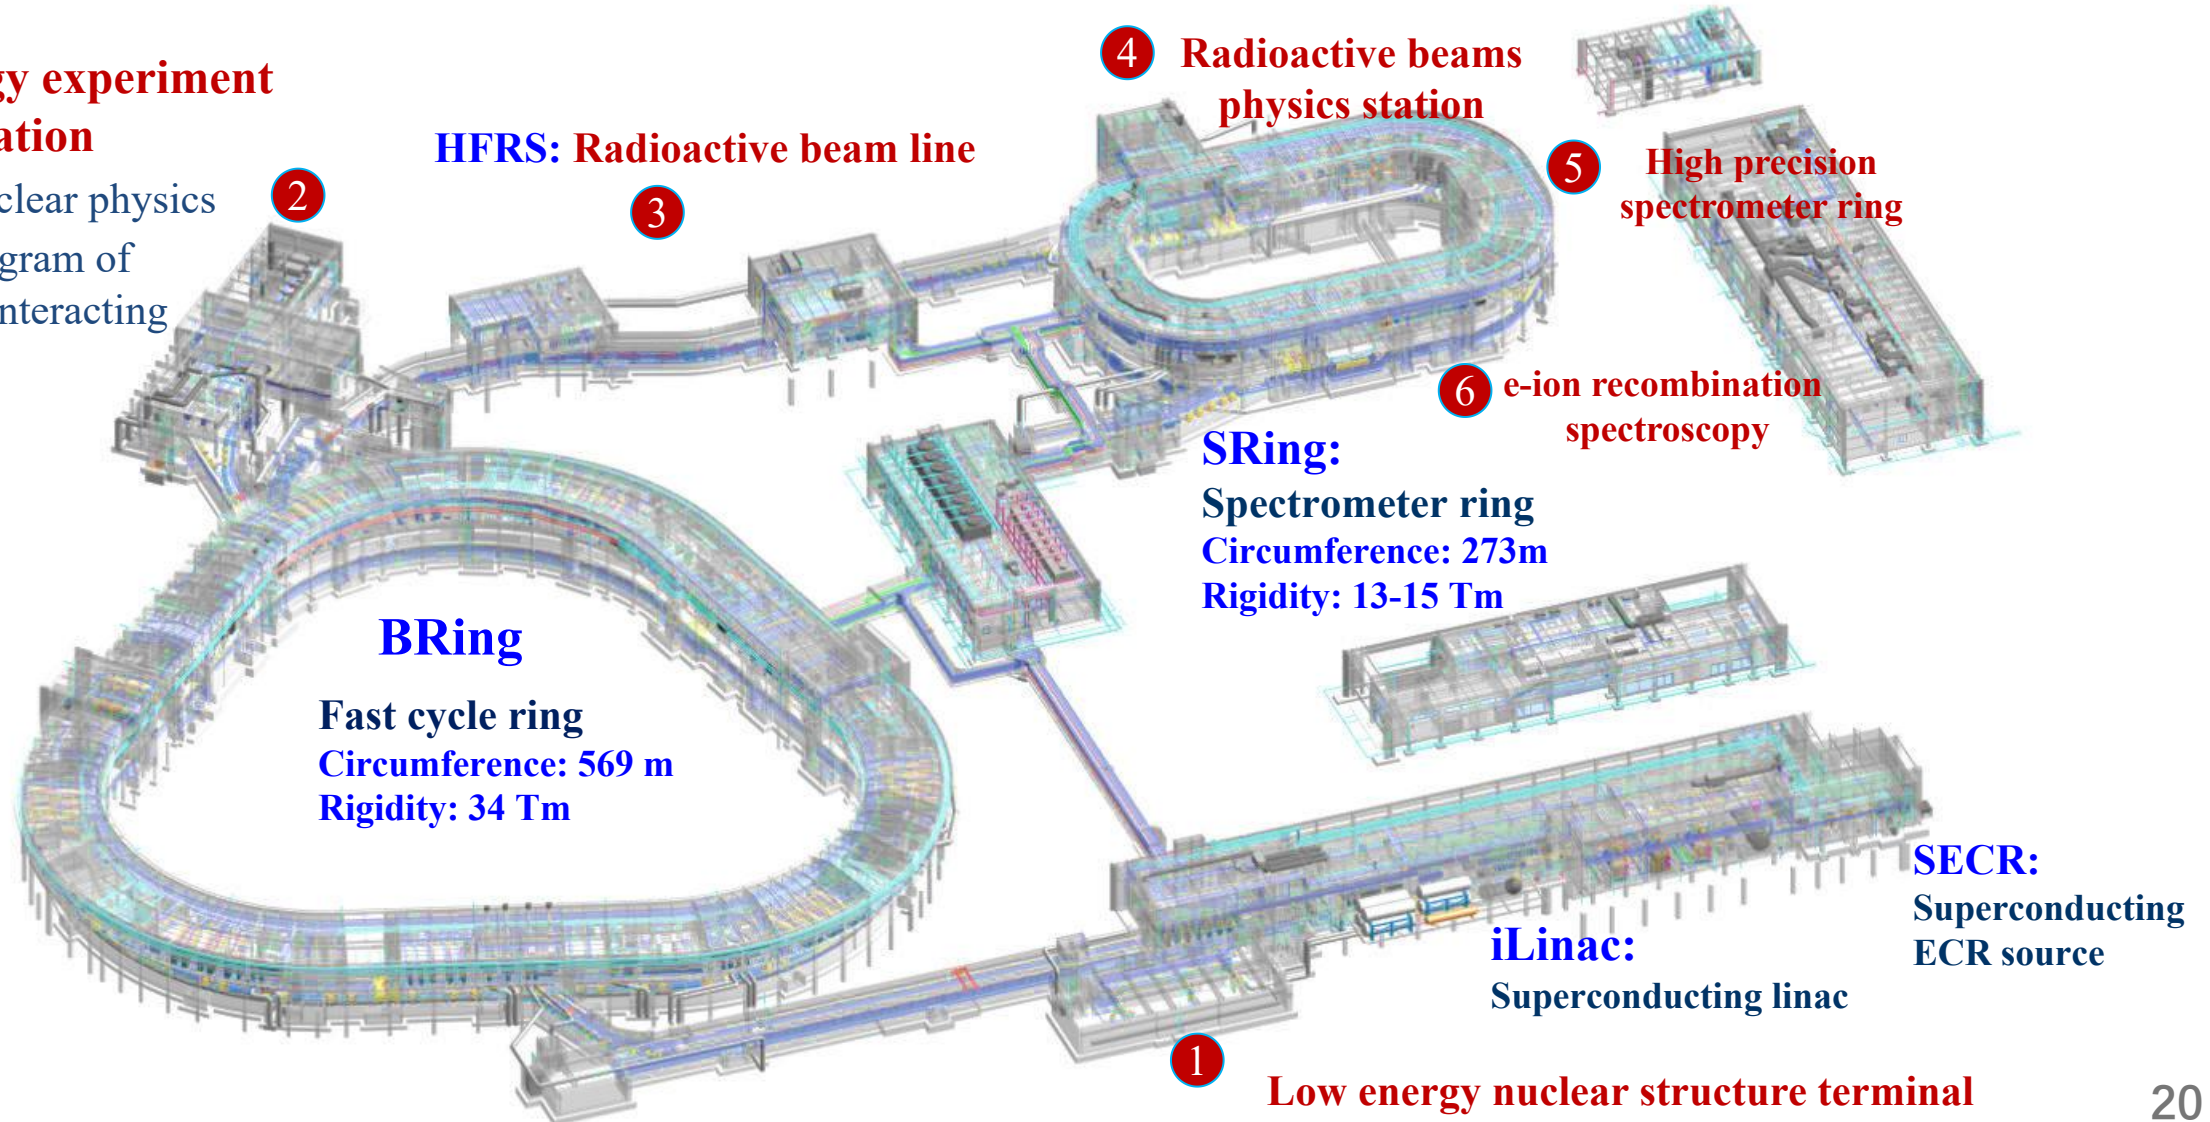 gy experiment
ation
clear physics
gram of
nteracting
2
HFRS: Radioactive beam line
3
4
Radioactive beams
physics station
5
High precision
spectrometer ring
6
e-ion recombination
spectroscopy
SRing:
Spectrometer ring
Circumference: 273m
Rigidity: 13-15 Tm
BRing
Fast cycle ring
Circumference: 569 m
Rigidity: 34 Tm
SECR:
Superconducting
ECR source
iLinac:
Superconducting linac
1
Low energy nuclear structure terminal
20